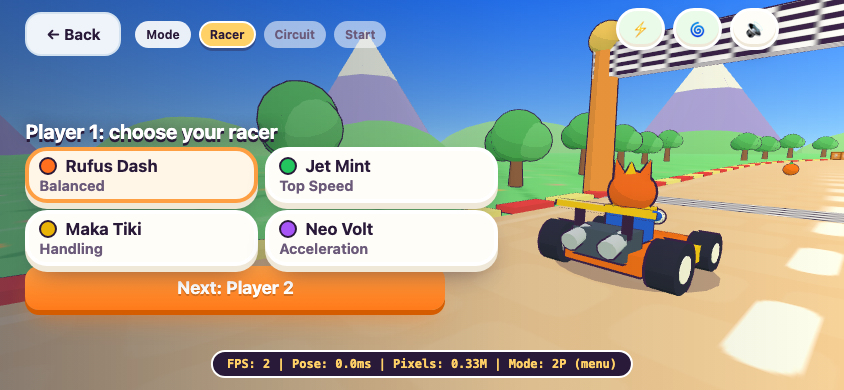 ← Back
Mode
Racer
Circuit
Start
Player 1: choose your racer
Rufus Dash
Balanced
Jet Mint
Top Speed
Maka Tiki
Handling
Neo Volt
Acceleration
Next: Player 2
FPS: 2 | Pose: 0.0ms | Pixels: 0.33M | Mode: 2P (menu)